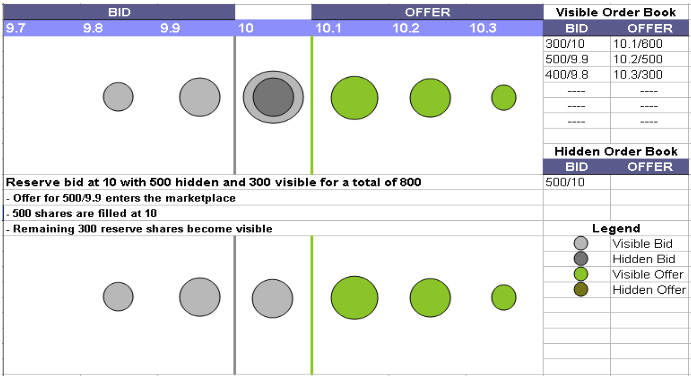 BID OFFER Visible Order Book
9.7 9.8 9.9 10 10.1 10.2 10.3 BID OFFER
300/10 10.1/600
500/9.9 10.2/500
400/9.8 10.3/300
---- ----
---- ----
---- ----
Hidden Order Book
BID OFFER
Reserve bid at 10 with 500 hidden and 300 visible for a total of 800 500/10
- Offer for 500/9.9 enters the marketplace
- 500 shares are filled at 10
- Remaining 300 reserve shares become visible Legend
Visible Bid
Hidden Bid
Visible Offer
Hidden Offer